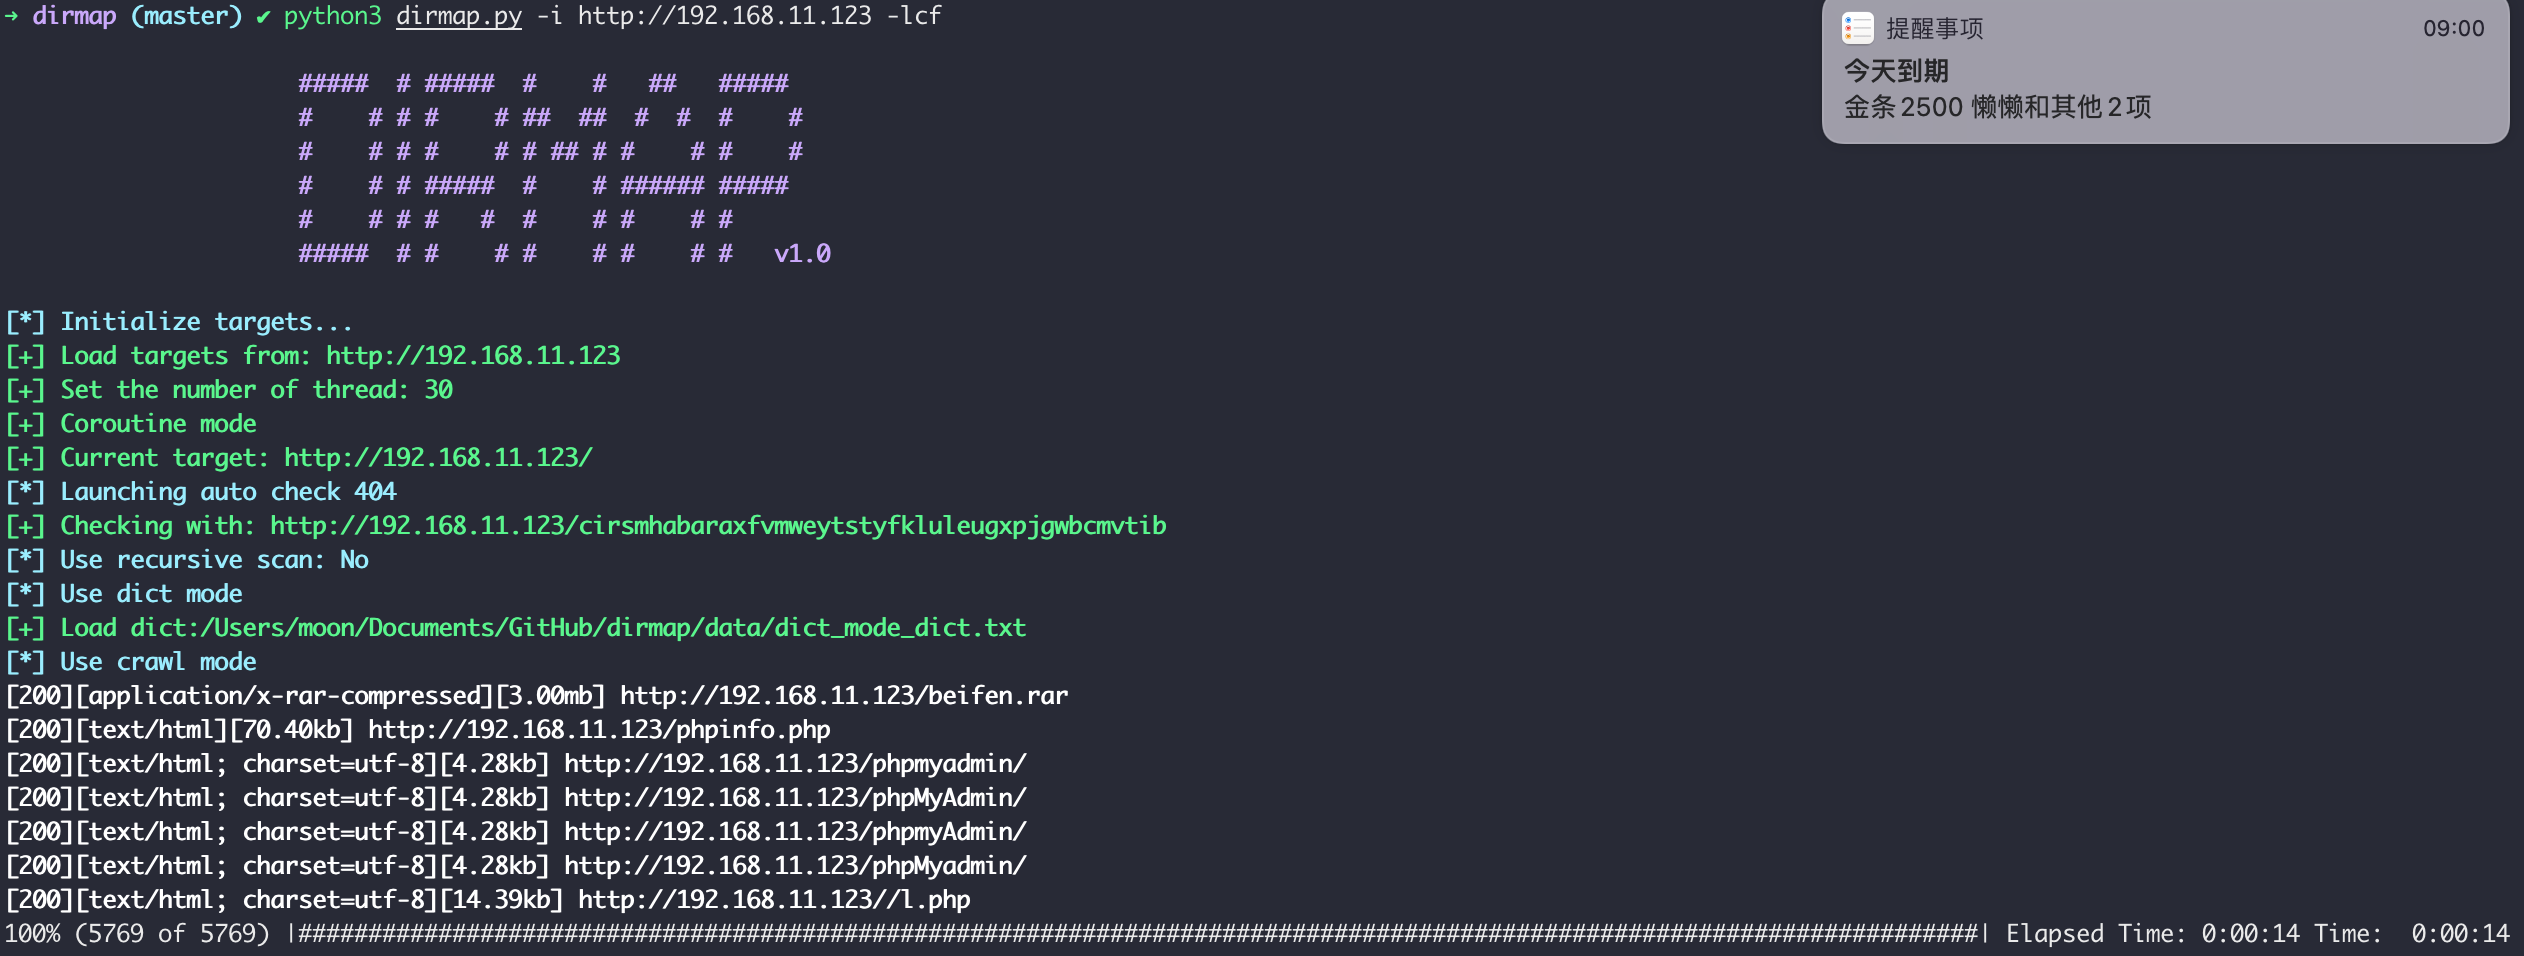 ➜ dirmap (master) ✔ python3 dirmap.py -i http://192.168.11.123 -lcf
提醒事项 09:00
今天到期
金条2500 懒懒和其他2项
                     #####  # #####  #    #   ##   #####
                     #    # # #    # ##  ##  #  #  #    #
                     #    # # #    # # ## # #    # #    #
                     #    # # #####  #    # ###### #####
                     #    # # #   #  #    # #    # #
                     #####  # #    # #    # #    # #   v1.0
[*] Initialize targets...
[+] Load targets from: http://192.168.11.123
[+] Set the number of thread: 30
[+] Coroutine mode
[+] Current target: http://192.168.11.123/
[*] Launching auto check 404
[+] Checking with: http://192.168.11.123/cirsmhabaraxfvmweytstyfkluleugxpjgwbcmvtib
[*] Use recursive scan: No
[*] Use dict mode
[+] Load dict:/Users/moon/Documents/GitHub/dirmap/data/dict_mode_dict.txt
[*] Use crawl mode
[200][application/x-rar-compressed][3.00mb] http://192.168.11.123/beifen.rar
[200][text/html][70.40kb] http://192.168.11.123/phpinfo.php
[200][text/html; charset=utf-8][4.28kb] http://192.168.11.123/phpmyadmin/
[200][text/html; charset=utf-8][4.28kb] http://192.168.11.123/phpMyAdmin/
[200][text/html; charset=utf-8][4.28kb] http://192.168.11.123/phpmyAdmin/
[200][text/html; charset=utf-8][4.28kb] http://192.168.11.123/phpMyadmin/
[200][text/html; charset=utf-8][14.39kb] http://192.168.11.123//l.php
100% (5769 of 5769) |########################################################################################################################| Elapsed Time: 0:00:14 Time:  0:00:14